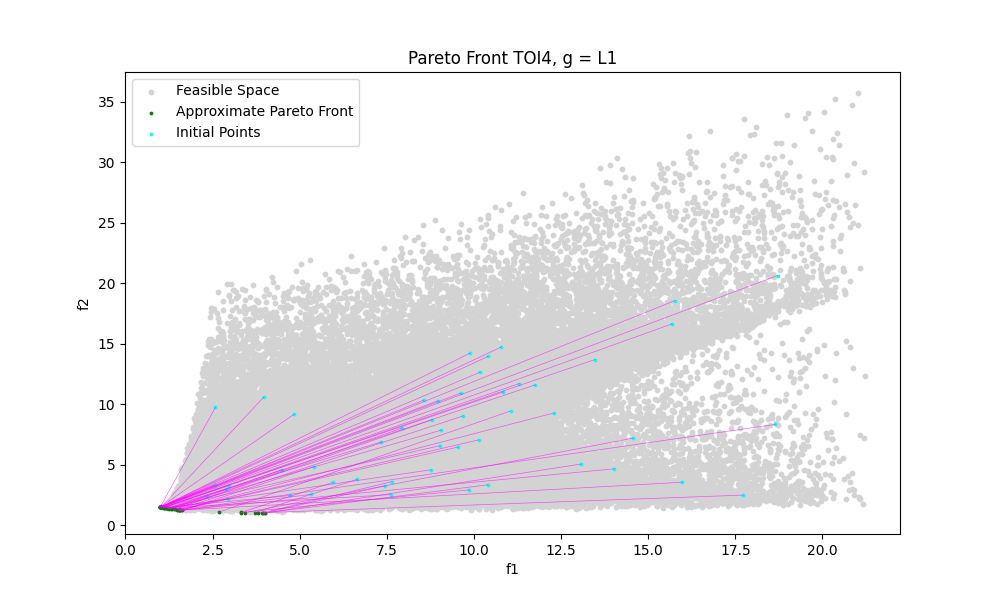 Pareto Front TOI4, g = L1
Feasible Space
Approximate Pareto Front
Initial Points
35
30
25
20
15
10
5
0
f2
0.0 2.5 5.0 7.5 10.0 12.5 15.0 17.5 20.0
f1